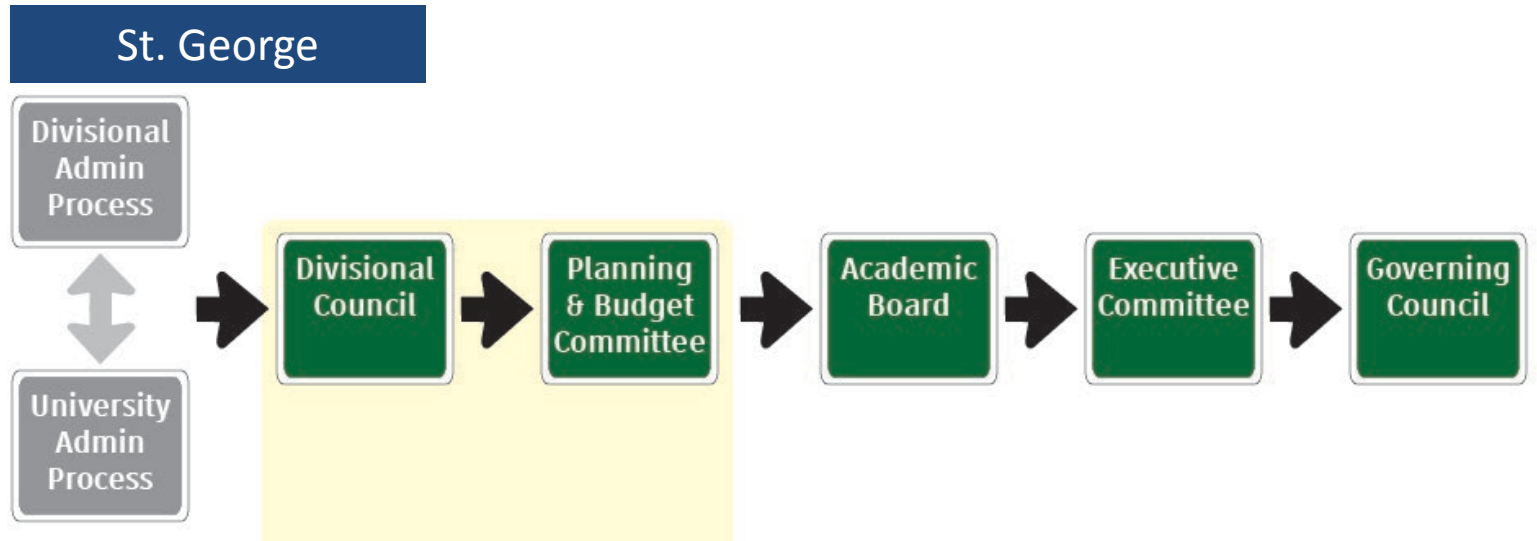 St. George
Divisional
Admin
Process
University
Admin
Process
Divisional
Council
Planning
& Budget
Committee
Academic
Board
Executive
Committee
Governing
Council